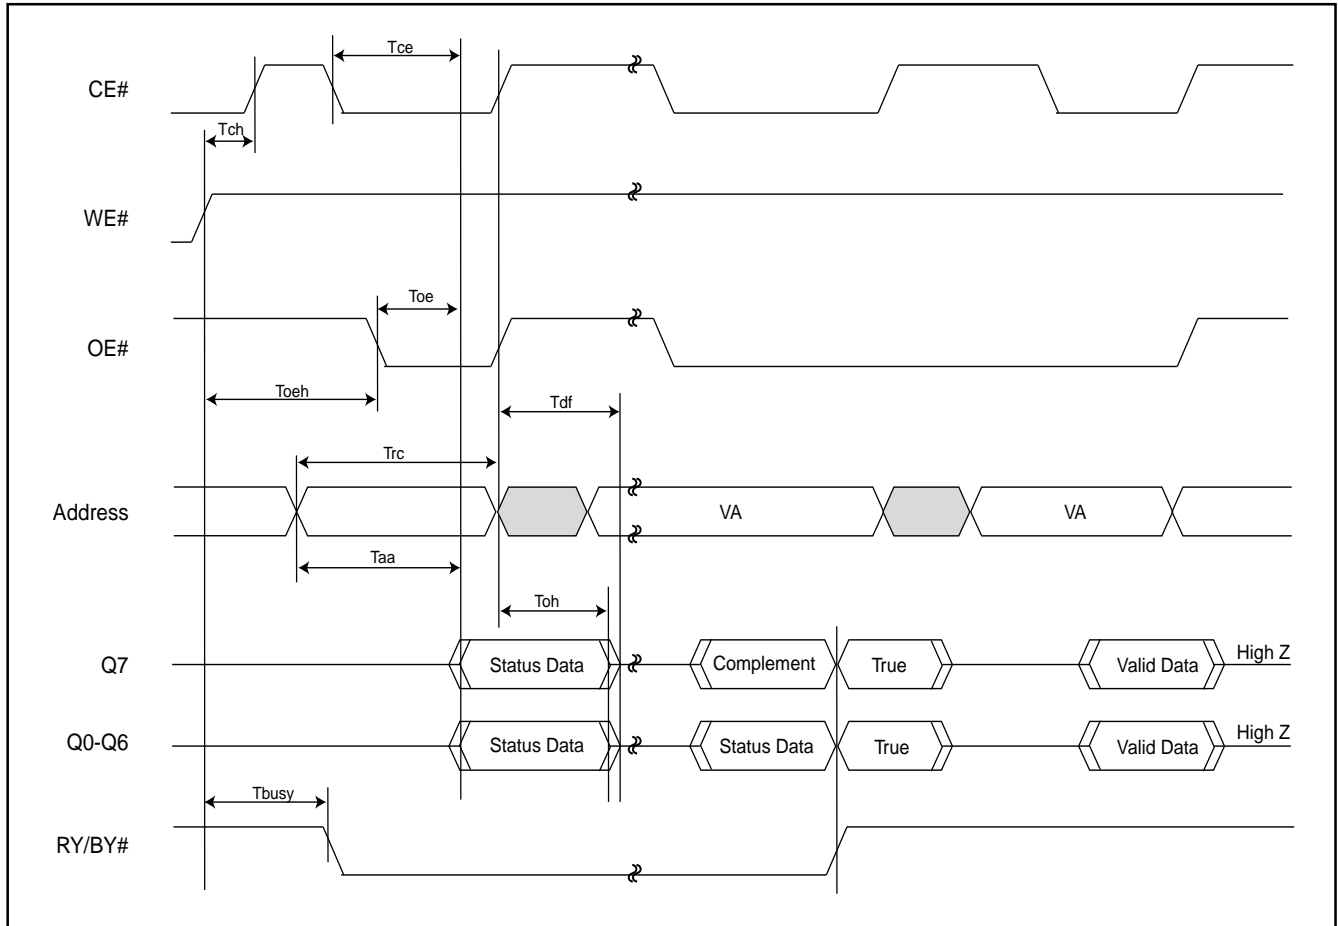 Tce
CE#
Tch
WE#
Toe
OE#
Toeh
Tdf
Trc
Address
VA
VA
Taa
Toh
Q7
Status Data
Complement
True
Valid Data
High Z
Q0-Q6
Status Data
Status Data
True
Valid Data
High Z
Tbusy
RY/BY#